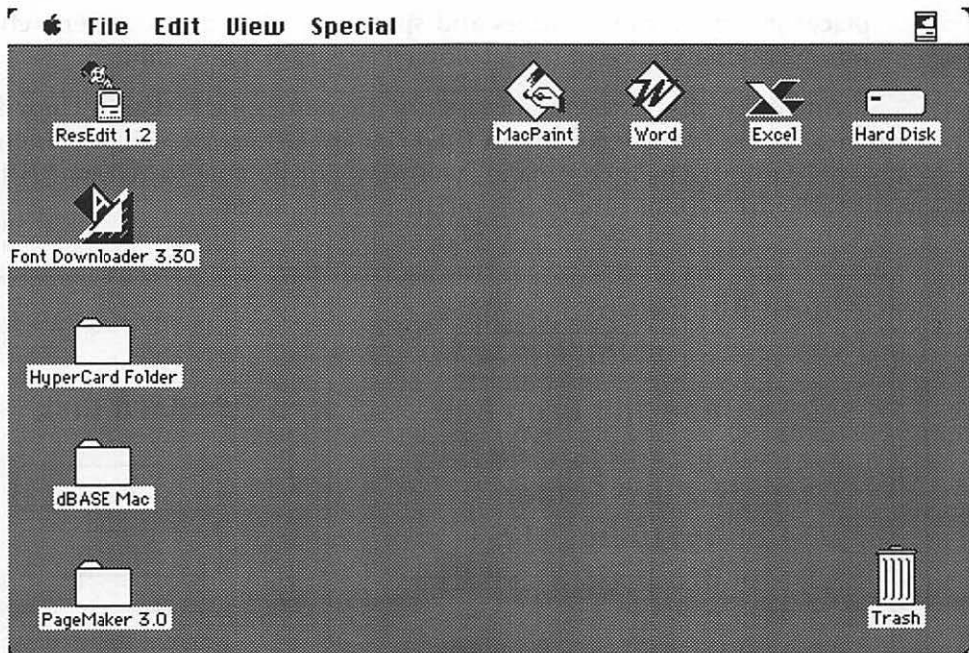 File Edit View Special
ResEdit 1.2
MacPaint
Word
Excel
Hard Disk
Font Downloader 3.30
HyperCard Folder
dBASE Mac
PageMaker 3.0
Trash